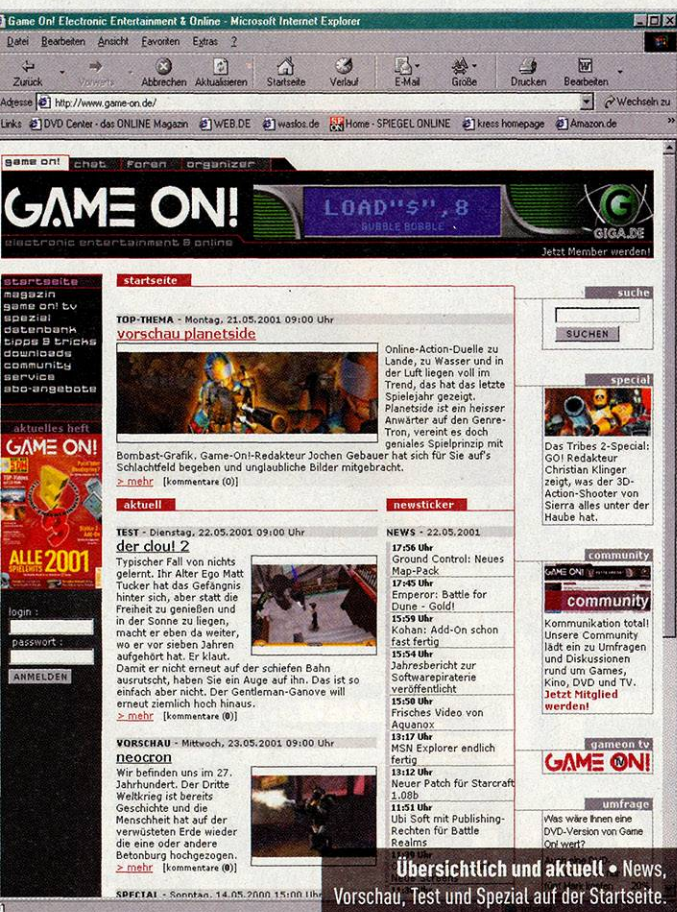 Game On! Electronic Entertainment & Online - Microsoft Internet Explorer
Datei Bearbeiten Ansicht Favoriten Extras ?
Zurück Vorwärts Abbrechen Aktualisieren Startseite Verlauf E-Mail Größe Drucken Bearbeiten
Adresse http://www.game-on.de/ Wechseln zu
Links DVD Center - das ONLINE Magazin WEB.DE waslos.de Home - SPIEGEL ONLINE kress homepage Amazon.de »
game on! chat Foren organizer
GAME ON!
electronic entertainment & online
LOAD"$",8
BUBBLE BOBBLE
GIGA.DE
Jetzt Member werden!
startseite
magazin
game on! tv
spezial
datenbank
tipps & tricks
downloads
community
service
abo-angebote
aktuelles heft
GAME ON!
E3
ALLE 2001
SPIELEHITS
login :
passwort :
ANMELDEN
startseite
TOP-THEMA - Montag, 21.05.2001 09:00 Uhr
vorschau planetside
Online-Action-Duelle zu
Lande, zu Wasser und in
der Luft liegen voll im
Trend, das hat das letzte
Spielejahr gezeigt.
Planetside ist ein heisser
Anwärter auf den Genre-
Tron, vereint es doch
geniales Spielprinzip mit
Bombast-Grafik. Game-On!-Redakteur Jochen Gebauer hat sich für Sie auf's
Schlachtfeld begeben und unglaubliche Bilder mitgebracht.
> mehr [kommentare (0)]
aktuell
TEST - Dienstag, 22.05.2001 09:00 Uhr
der clou! 2
Typischer Fall von nichts
gelernt. Ihr Alter Ego Matt
Tucker hat das Gefängnis
hinter sich, aber statt die
Freiheit zu genießen und
in der Sonne zu liegen,
macht er eben da weiter,
wo er vor sieben Jahren
aufgehört hat. Er klaut.
Damit er nicht erneut auf der schiefen Bahn
ausrutscht, haben Sie ein Auge auf ihn. Das ist so
einfach aber nicht. Der Gentleman-Ganove will
erneut ziemlich hoch hinaus.
> mehr [kommentare (0)]
VORSCHAU - Mittwoch, 23.05.2001 09:00 Uhr
neocron
Wir befinden uns im 27.
Jahrhundert. Der Dritte
Weltkrieg ist bereits
Geschichte und die
Menschheit hat auf der
verwüsteten Erde wieder
die eine oder andere
Betonburg hochgezogen.
> mehr [kommentare (0)]
SPECIAL - Sonntag, 14.05.2000 15:00 Uhr
newsticker
NEWS - 22.05.2001
17:56 Uhr
Ground Control: Neues
Map-Pack
17:45 Uhr
Emperor: Battle for
Dune - Gold!
15:59 Uhr
Kohan: Add-On schon
fast fertig
15:54 Uhr
Jahresbericht zur
Softwarepiraterie
veröffentlicht
15:50 Uhr
Frisches Video von
Aquanox
13:17 Uhr
MSN Explorer endlich
fertig
13:12 Uhr
Neuer Patch für Starcraft
1.08b
11:51 Uhr
Ubi Soft mit Publishing-
Rechten für Battle
Realms
suche
SUCHEN
special
Das Tribes 2-Special:
GO! Redakteur
Christian Klinger
zeigt, was der 3D-
Action-Shooter von
Sierra alles unter der
Haube hat.
community
GAME ON!
community
Kommunikation total!
Unsere Community
lädt ein zu Umfragen
und Diskussionen
rund um Games,
Kino, DVD und TV.
Jetzt Mitglied
werden!
gameon tv
GAME ON!
umfrage
Was wäre Ihnen eine
DVD-Version von Game
On! wert?
Übersichtlich und aktuell • News,
Vorschau, Test und Spezial auf der Startseite.